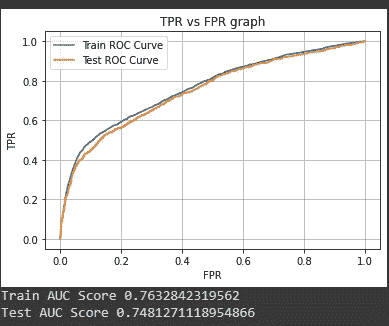 TPR vs FPR graph
Train ROC Curve
Test ROC Curve
1.0
0.8
0.6
0.4
0.2
0.0
TPR
0.0 0.2 0.4 0.6 0.8 1.0
FPR
Train AUC Score 0.7632842319562
Test AUC Score 0.7481271118954866